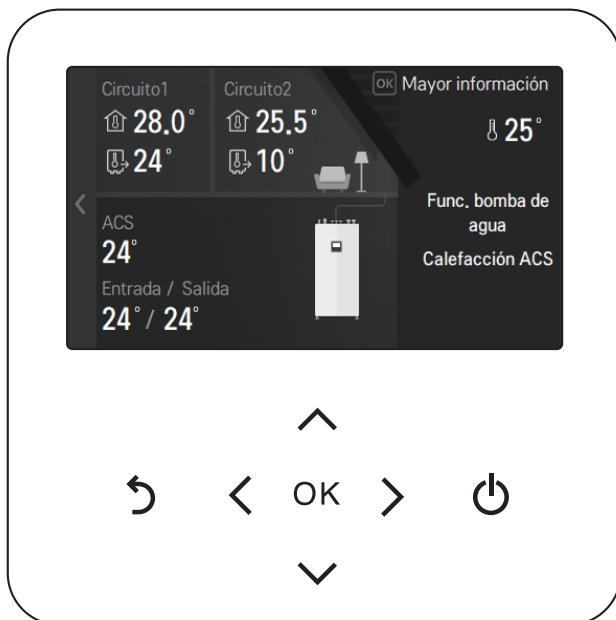 Circuito1
28.0°
24°
Circuito2
25.5°
10°
OK Mayor información
25°
ACS
24°
Entrada / Salida
24° / 24°
Func. bomba de
agua
Calefacción ACS
OK